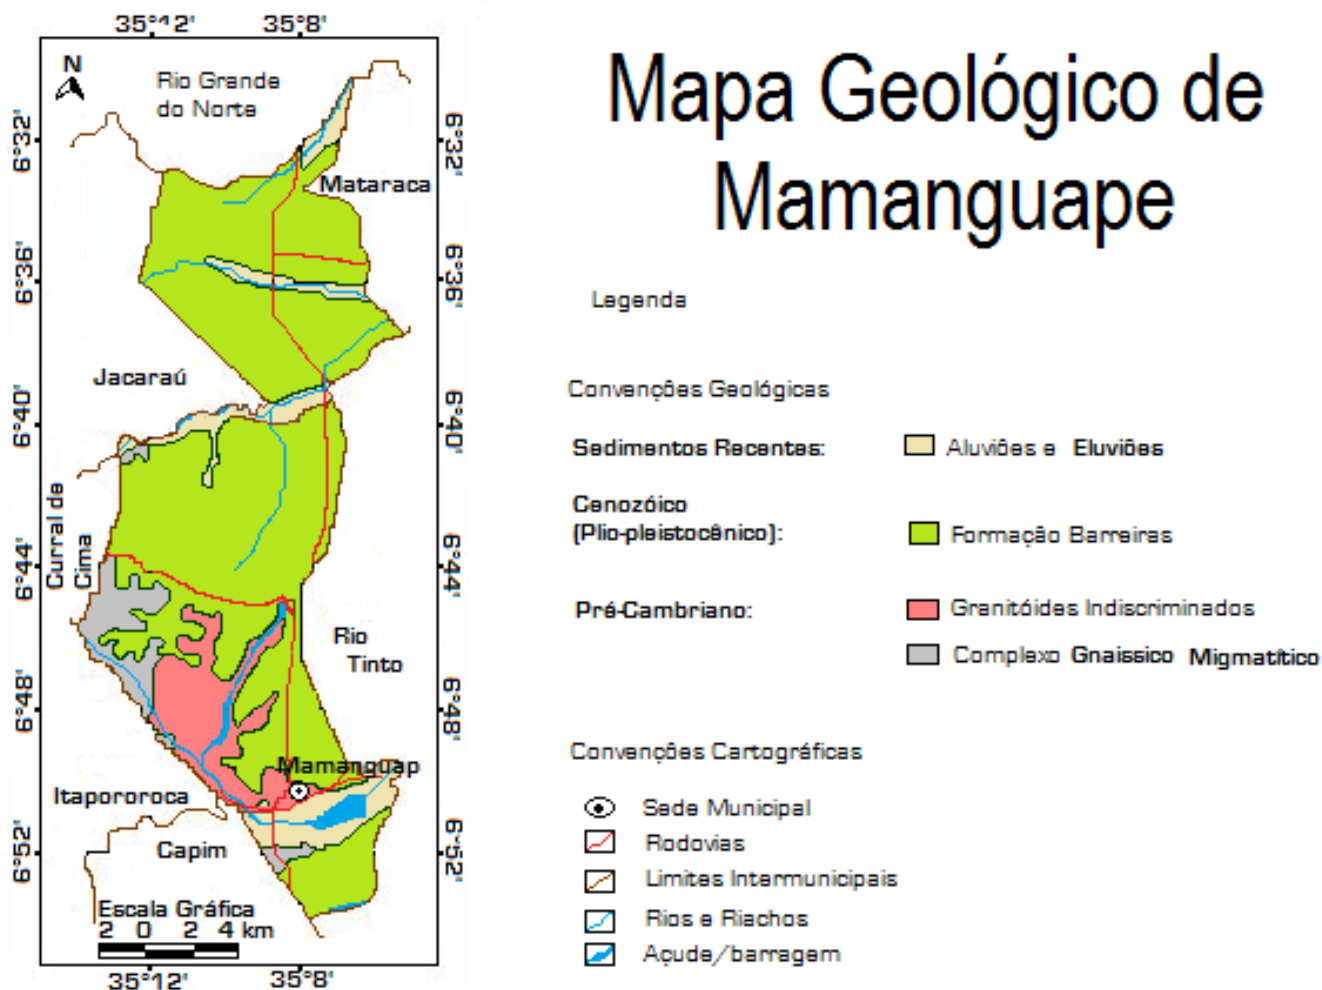 35°12'
35°8'
N
Rio Grande
do Norte
6°32'
6°32'
Mataraca
6°36'
6°36'
Jacaraú
6°40'
6°40'
Curral de
Cima
6°44'
6°44'
Rio
Tinto
6°48'
6°48'
Mamanguap
Itapororoca
Capim
6°52'
6°52'
Escala Gráfica
2 0 2 4 km
35°12'
35°8'
Mapa Geológico de
Mamanguape
Legenda
Convenções Geológicas
Sedimentos Recentes:
Aluviões e Eluviões
Cenozóico
(Plio-pleistocênico):
Formação Barreiras
Pré-Cambriano:
Granitóides Indiscriminados
Complexo Gnaissico Migmatítico
Convenções Cartográficas
Sede Municipal
Rodovias
Limites Intermunicipais
Rios e Riachos
Açude/barragem